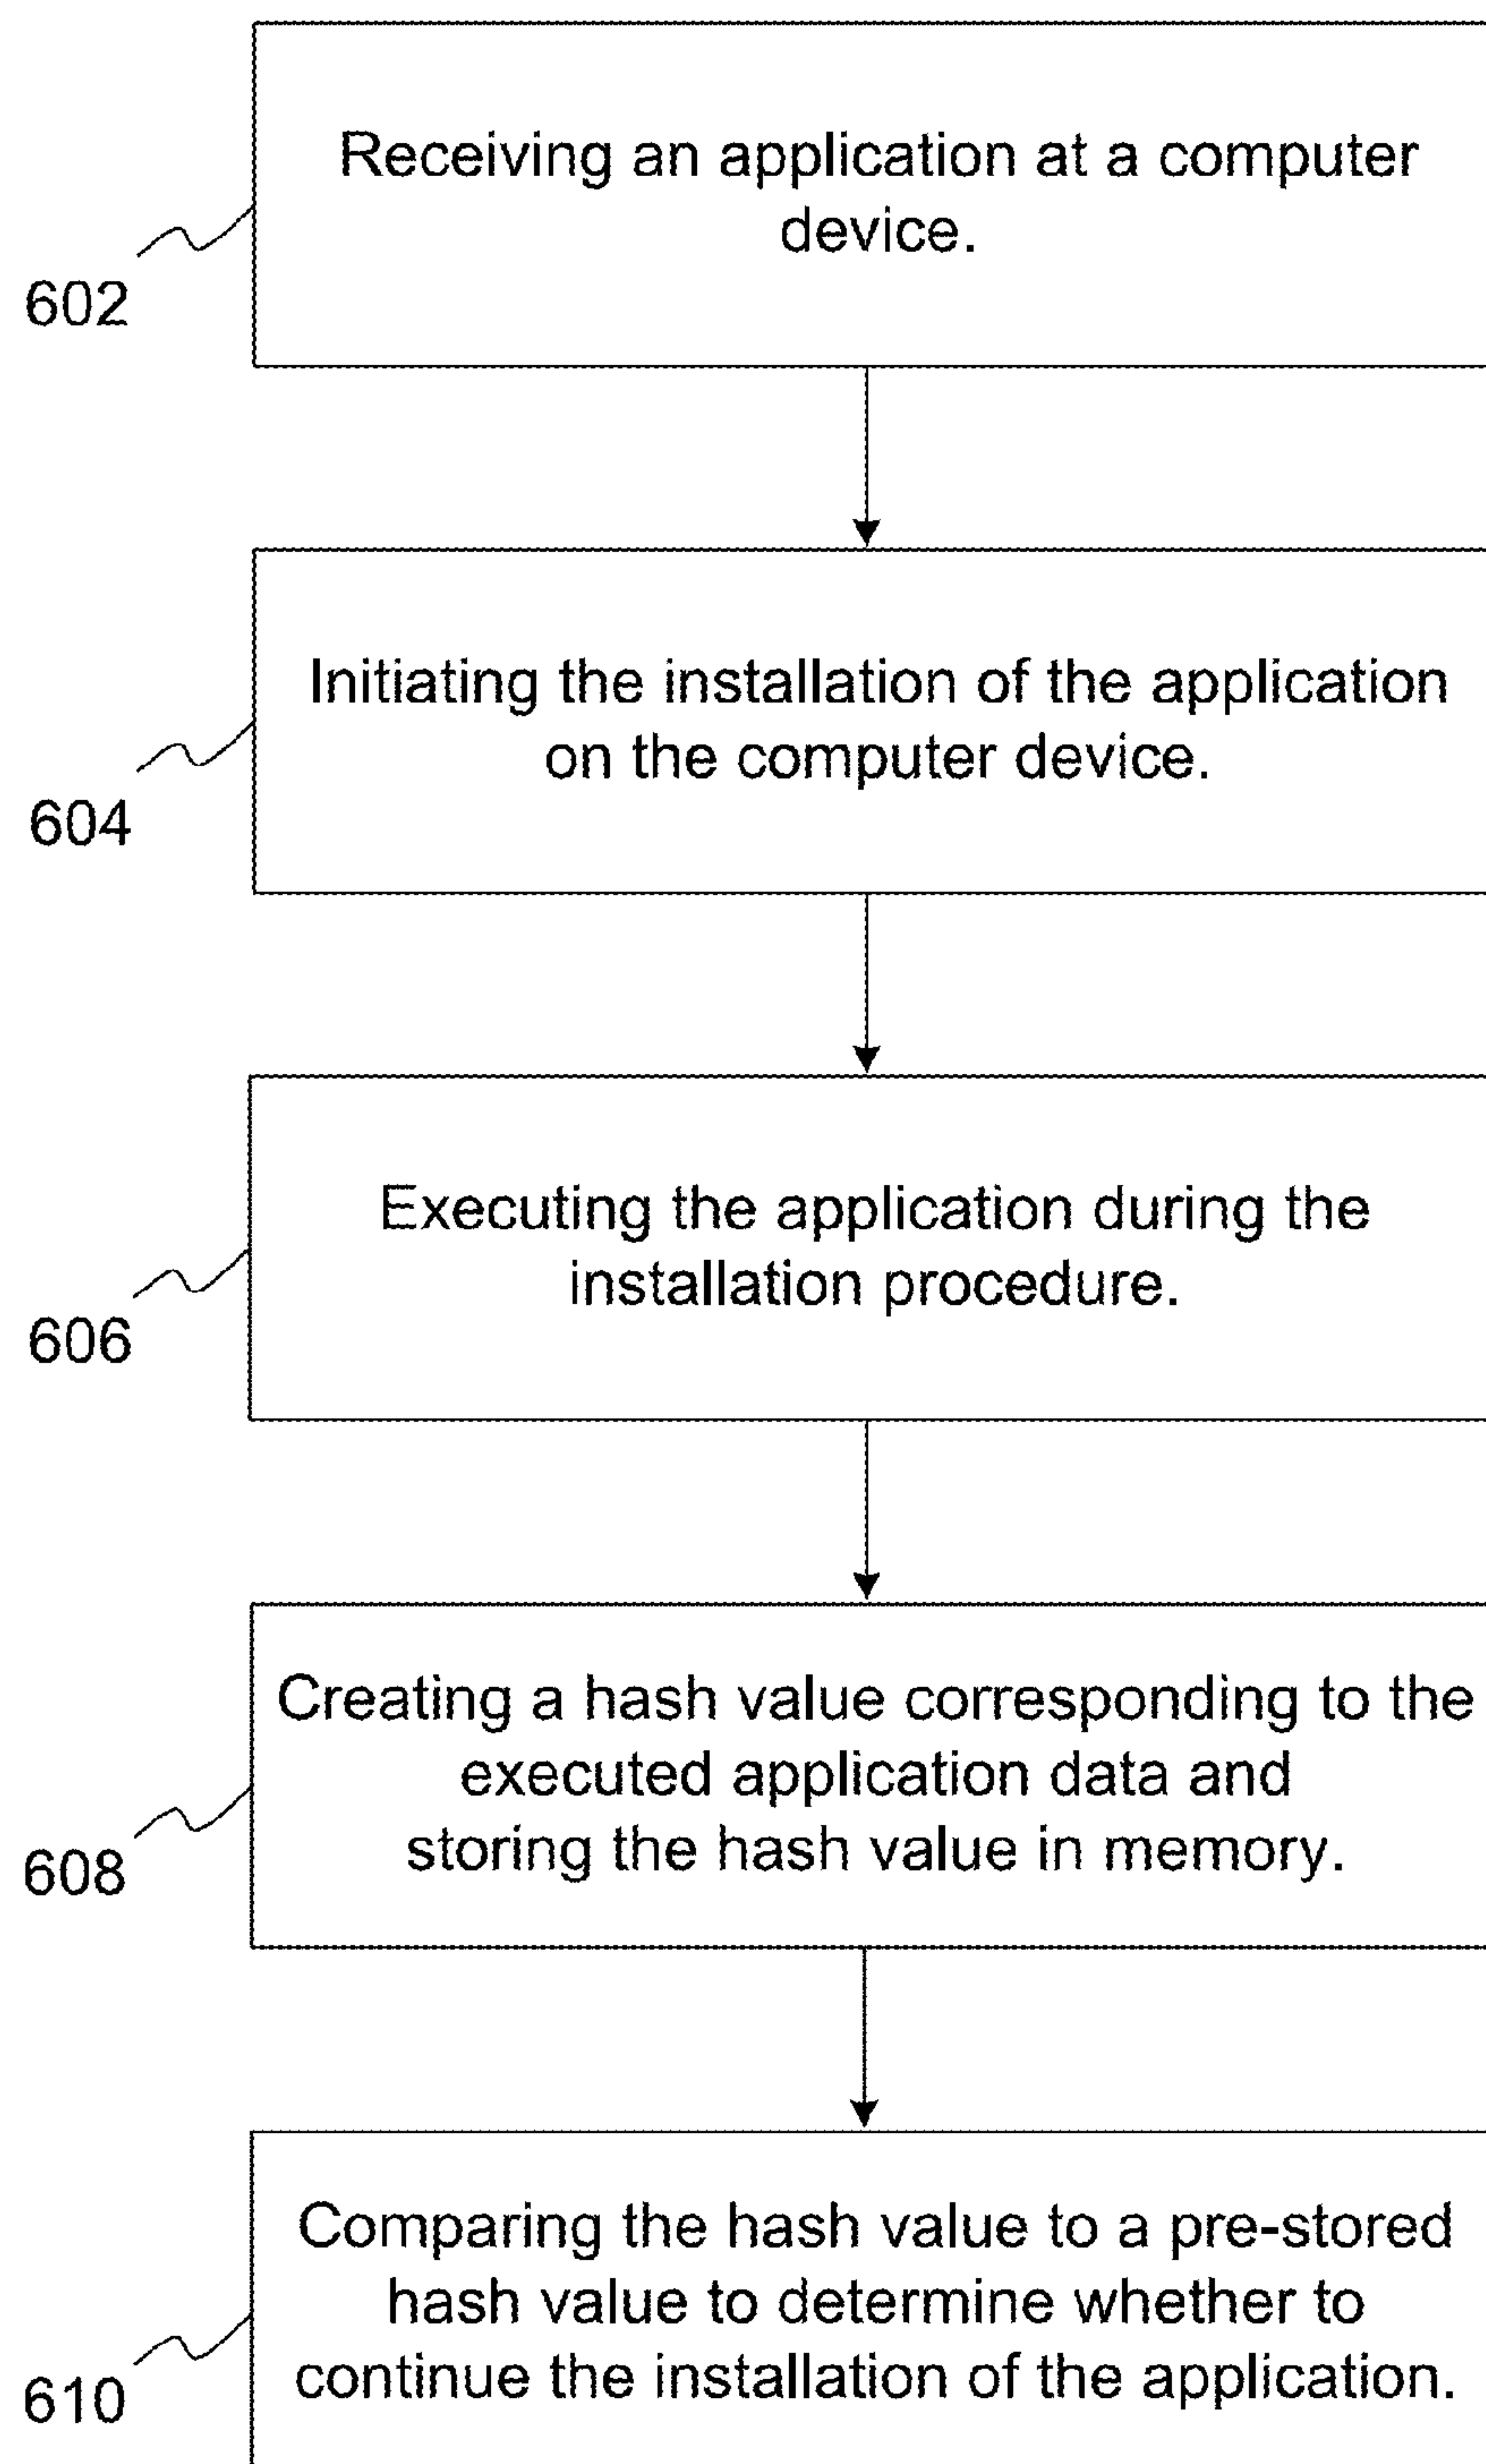 Receiving an application at a computer
device.
602
Initiating the installation of the application
on the computer device.
604
Executing the application during the
installation procedure.
606
Creating a hash value corresponding to the
executed application data and
storing the hash value in memory.
608
Comparing the hash value to a pre-stored
hash value to determine whether to
continue the installation of the application.
610